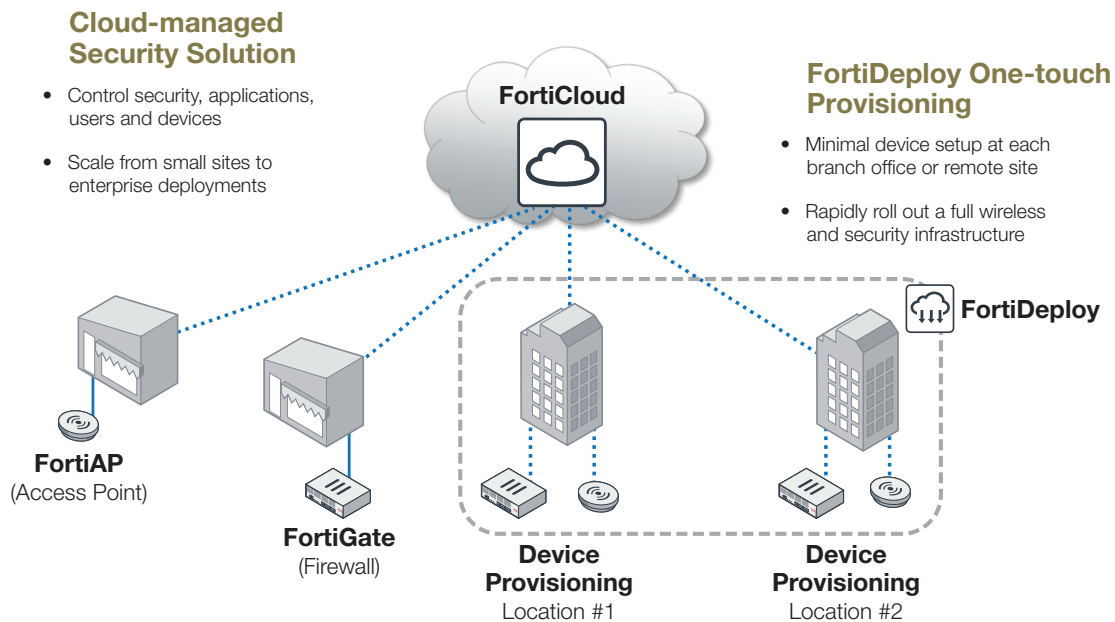 Cloud-managed
Security Solution
• Control security, applications,
users and devices
• Scale from small sites to
enterprise deployments
FortiCloud
FortiDeploy One-touch
Provisioning
• Minimal device setup at each
branch office or remote site
• Rapidly roll out a full wireless
and security infrastructure
FortiDeploy
FortiAP
(Access Point)
FortiGate
(Firewall)
Device
Provisioning
Location #1
Device
Provisioning
Location #2